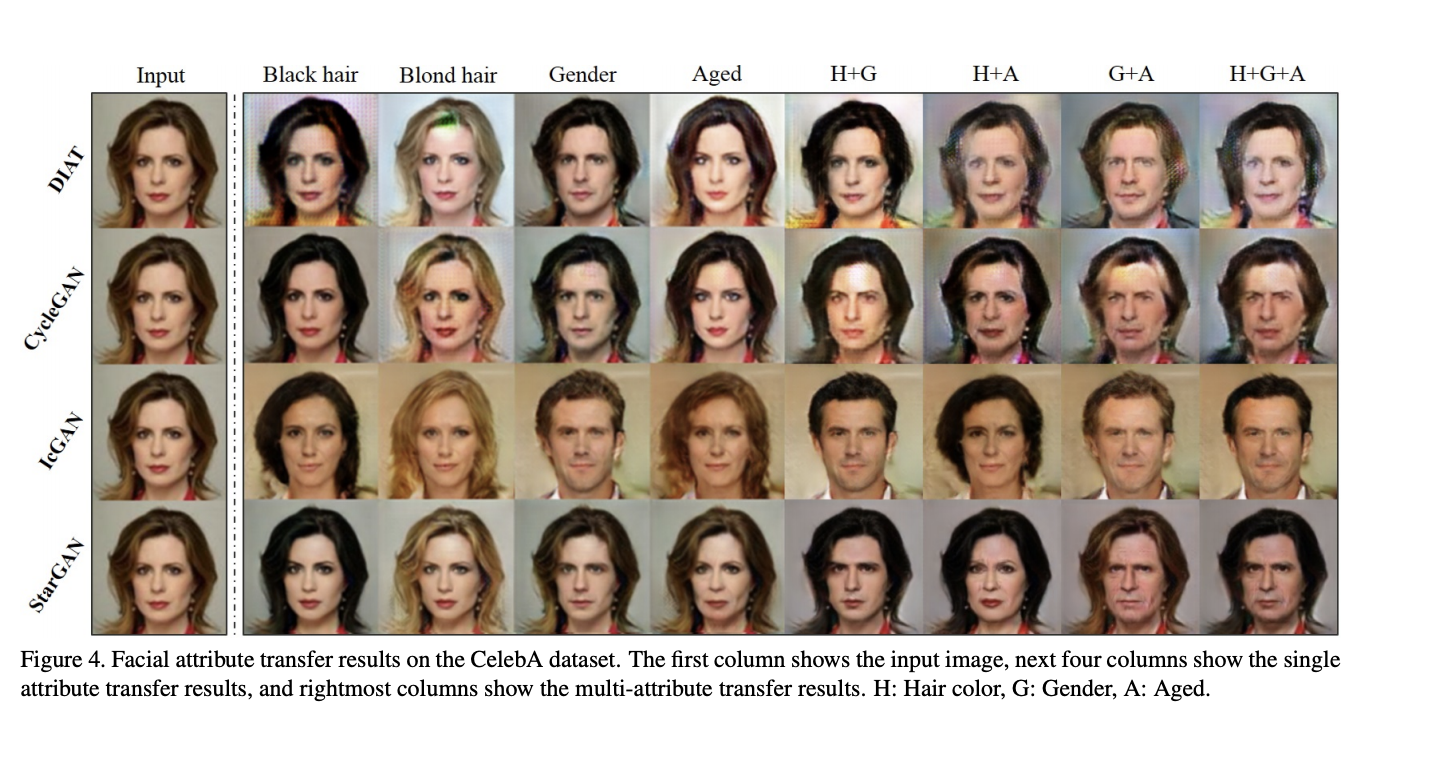 Input Black hair Blond hair Gender Aged H+G H+A G+A H+G+A
DIAT
CycleGAN
IcGAN
StarGAN
Figure 4. Facial attribute transfer results on the CelebA dataset. The first column shows the input image, next four columns show the single
attribute transfer results, and rightmost columns show the multi-attribute transfer results. H: Hair color, G: Gender, A: Aged.